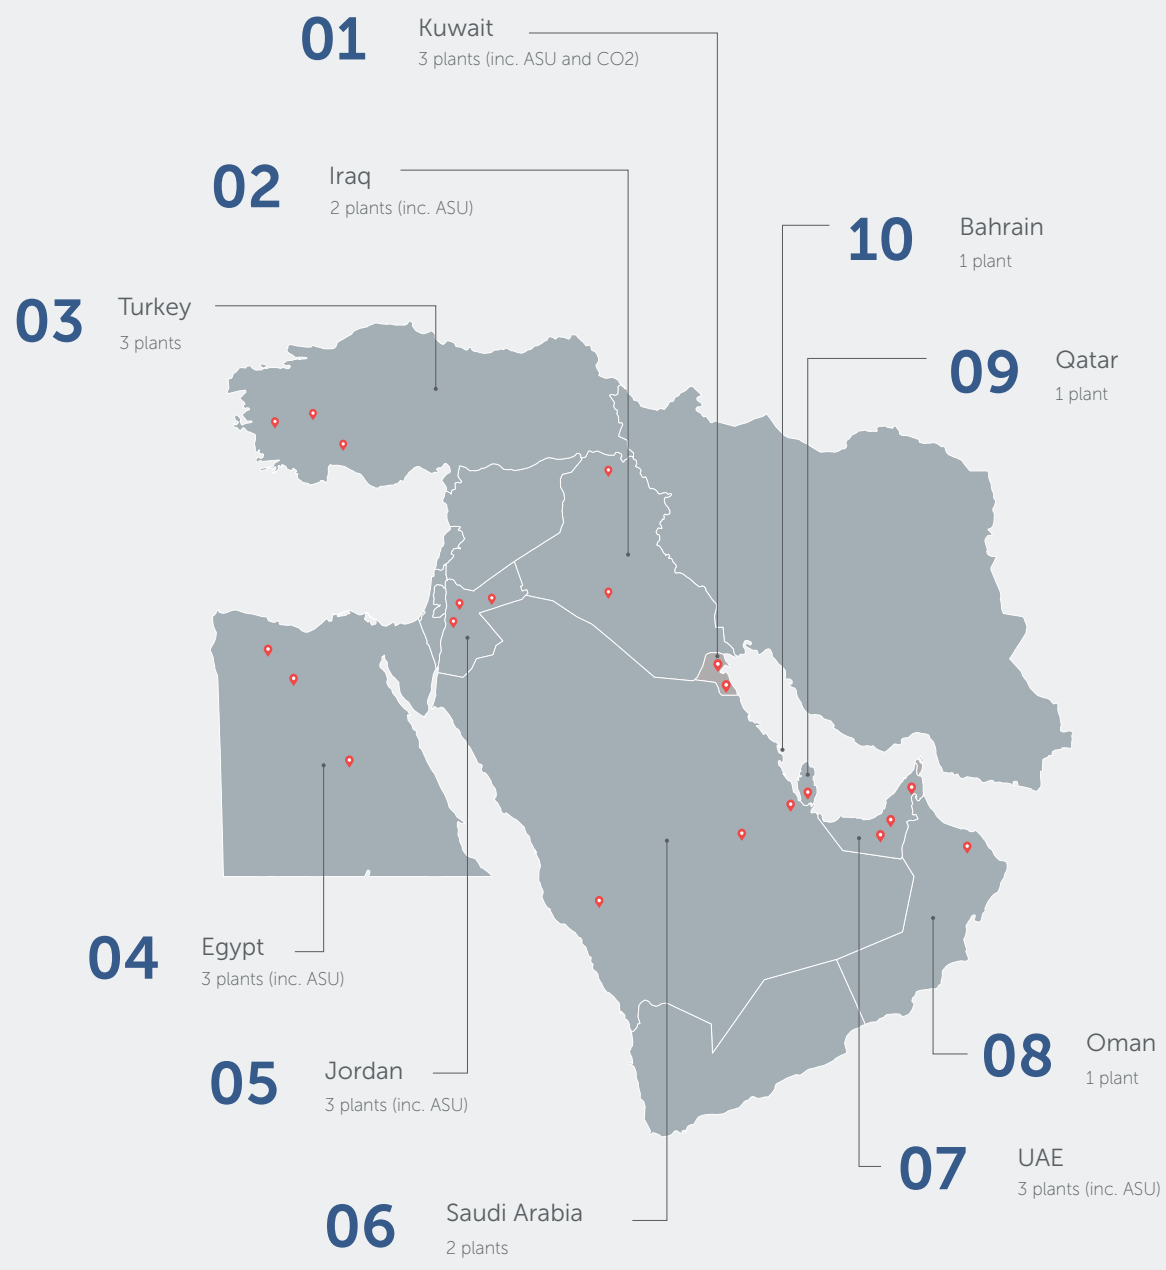 01
Kuwait
3 plants (inc. ASU and CO2)
02
Iraq
2 plants (inc. ASU)
10
Bahrain
1 plant
03
Turkey
3 plants
09
Qatar
1 plant
04
Egypt
3 plants (inc. ASU)
05
Jordan
3 plants (inc. ASU)
08
Oman
1 plant
07
UAE
3 plants (inc. ASU)
06
Saudi Arabia
2 plants